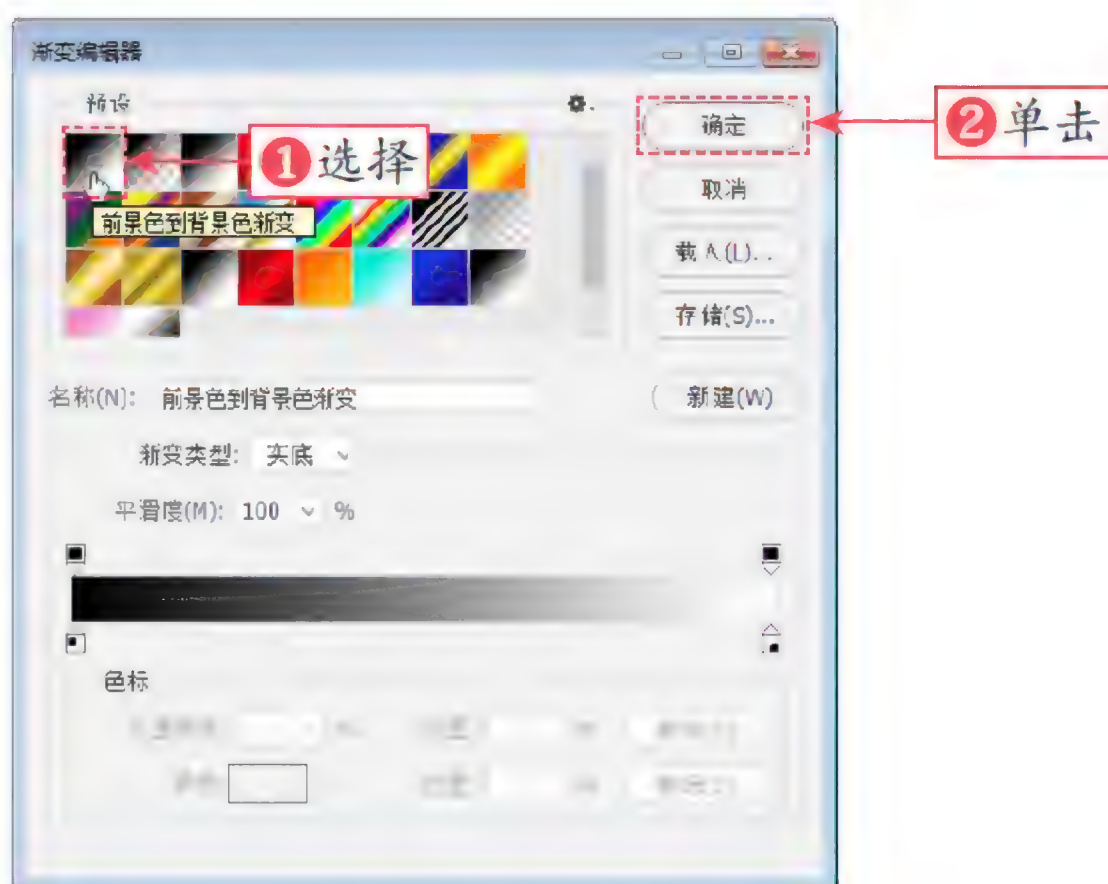 渐变编辑器
预设
确定
❷单击
❶选择
取消
前景色到背景色渐变
载入(L)...
存储(S)...
名称(N): 前景色到背景色渐变
新建(W)
渐变类型: 实底
平滑度(M): 100 %
色标